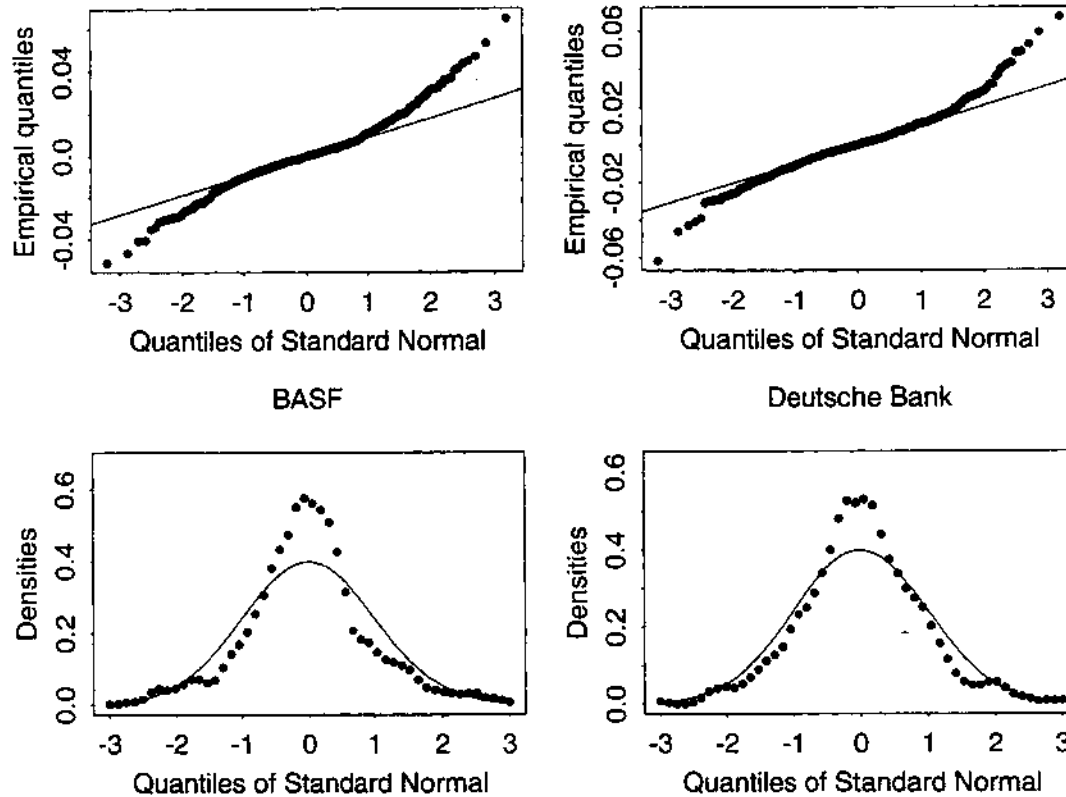 Empirical quantiles
0.04
0.0
-0.04
-3 -2 -1 0 1 2 3
Quantiles of Standard Normal
Empirical quantiles
0.06
0.02
-0.02
-0.06
-3 -2 -1 0 1 2 3
Quantiles of Standard Normal
BASF
Deutsche Bank
Densities
0.6
0.4
0.2
0.0
-3 -2 -1 0 1 2 3
Quantiles of Standard Normal
Densities
0.6
0.4
0.2
0.0
-3 -2 -1 0 1 2 3
Quantiles of Standard Normal